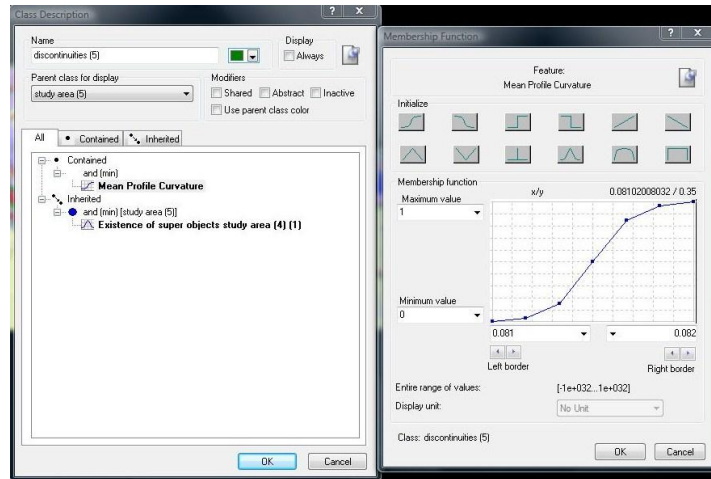 Class Description
? X
Name
discontinuities (5)
Display
Always
Parent class for display
study area (5)
Modifiers
Shared Abstract Inactive
Use parent class color
All Contained Inherited
Contained
and (min)
Mean Profile Curvature
Inherited
and (min) [study area (5)]
Existence of super objects study area (4) (1)
OK Cancel
Membership Function
? X
Feature:
Mean Profile Curvature
Initialize
Membership function
x/y 0.08102008032 / 0.35
Maximum value
1
Minimum value
0
0.081 0.082
Left border Right border
Entire range of values: [-1e+032...1e+032]
Display unit: No Unit
Class: discontinuities (5)
OK Cancel